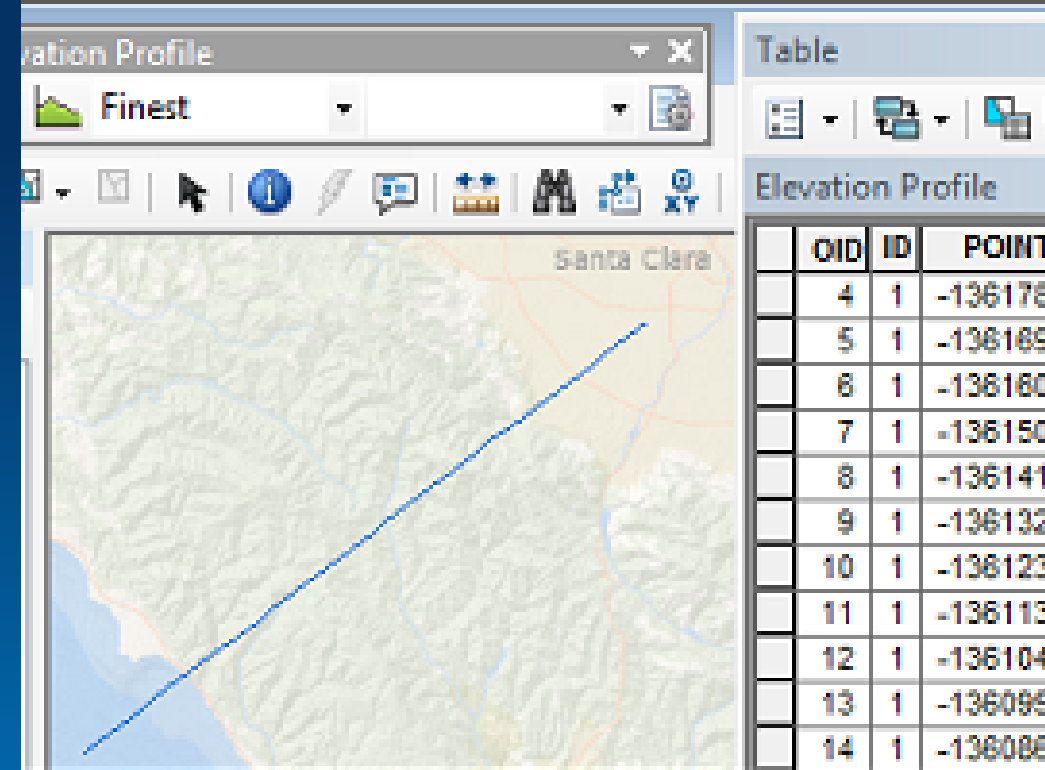 vation Profile
Finest
XY
Santa Clara
Table
Elevation Profile
OID ID POINT
4 1 -136178
5 1 -136169
6 1 -136160
7 1 -136150
8 1 -136141
9 1 -136132
10 1 -136123
11 1 -136113
12 1 -136104
13 1 -136095
14 1 -136086